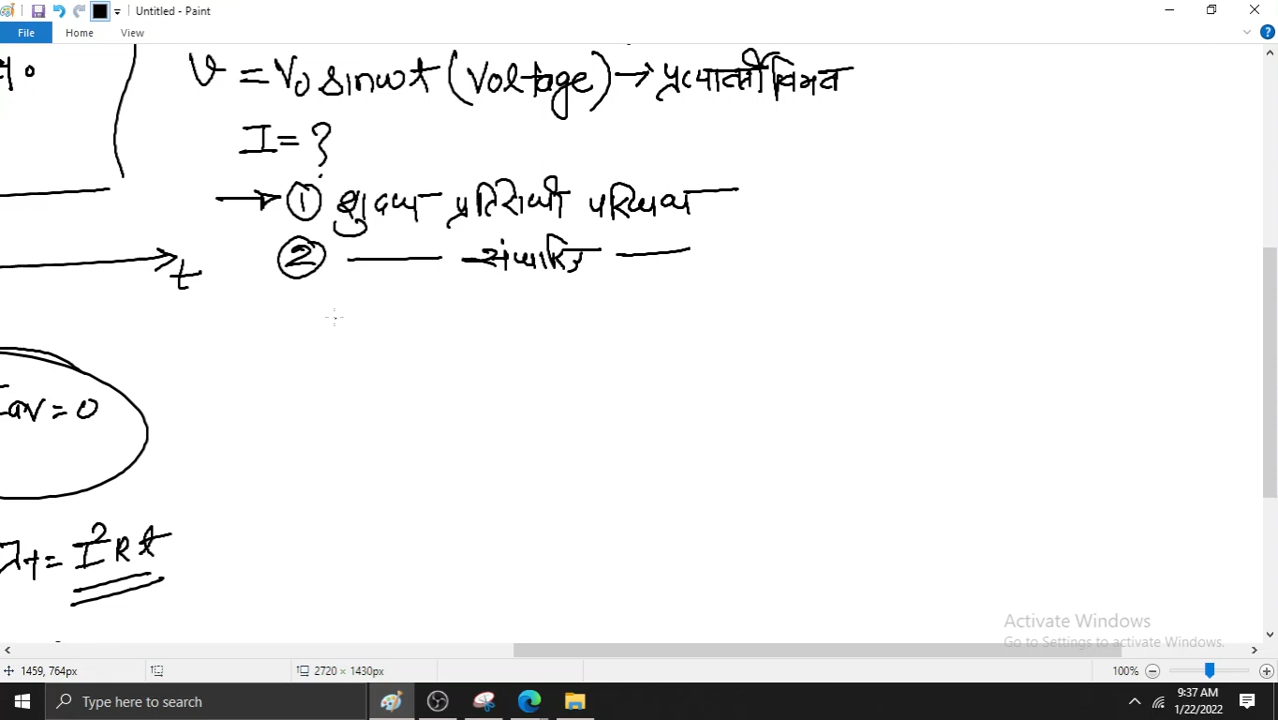 Untitled - Paint
File Home View
V = V₀ sinωt (Voltage) → प्रत्यावर्ती विभव
I = ?
→ ① शुद्ध प्रतिरोधी परिपथ
② —— संधारित्र ——
t
Iav = 0
= I²Rt
Activate Windows
Go to Settings to activate Windows.
1459, 764px
2720 × 1430px
100%
Type here to search
9:37 AM
1/22/2022